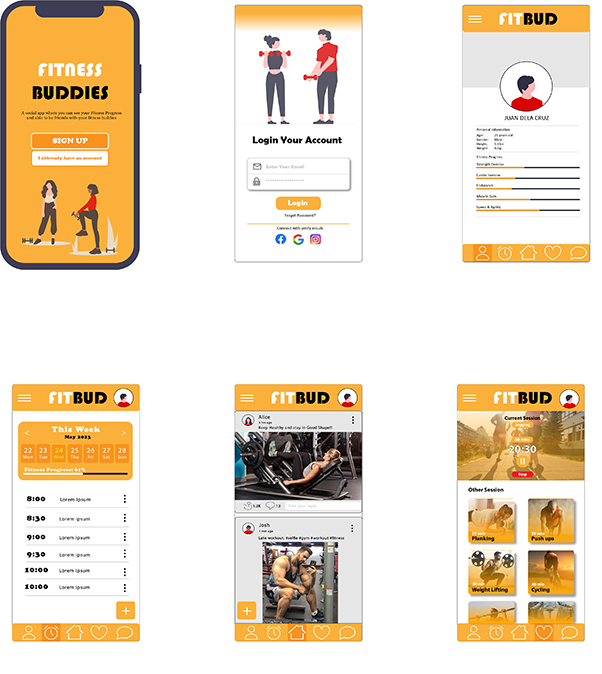 FITNESS
BUDDIES
A social app where you can see your Fitness Progress
and able to be friends with your fitness buddies
SIGN UP
I already have an account
Login Your Account
Enter Your Email
Login
Forgot Password?
Connect with
FITBUD
JUAN DELA CRUZ
Personal Information
Age:
Gender:
Height:
Weight:
Fitness Progress
Strength Exercise
Cardio Exercise
Endurance
Muscle Gain
Speed & Agility
FITBUD
This Week
May 2023
< >
22 23 24 25 26 27 28
Mon Tue Wed Thu Fri Sat Sun
Fitness Progress: 61%
8:00 Lorem Ipsum
8:30 Lorem Ipsum
9:00 Lorem Ipsum
9:30 Lorem Ipsum
10:00 Lorem Ipsum
10:00 Lorem Ipsum
+
FITBUD
Alice
Keep Healthy and stay in Good Shape!!
Josh
Late workout. #selfie #gym #workout #fitness
+
FITBUD
Current Session
Jogging
20:30
Stop
Other Session
Planking
Push ups
Weight Lifting
Cycling